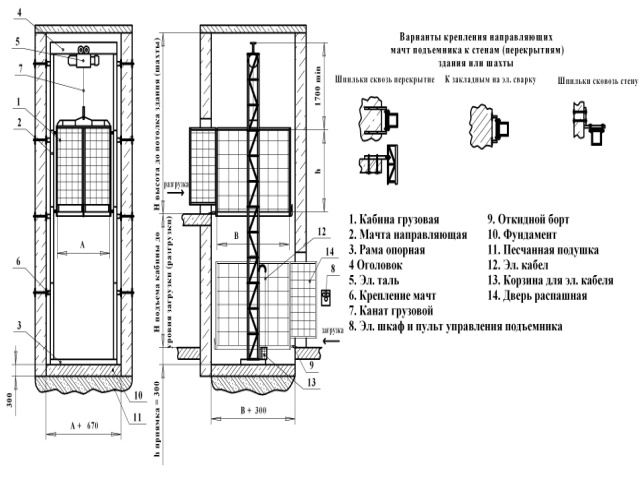 Варианты крепления направляющих
мачт подъемника к стенам (перекрытиям)
здания или шахты
Шпильки сквозь перекрытие
К закладным на эл. сварку
Шпильки сковозь стену
4
5
7
1
2
6
3
300
A
A + 670
10
11
H высота до потолка здания (шахты)
разгрузка
H подъема кабины до
уровня загрузки (разгрузки)
h приямка = 300
1700 min
h
B
12
14
8
загрузка
9
13
B + 300
1. Кабина грузовая
2. Мачта направляющая
3. Рама опорная
4 Оголовок
5. Эл. таль
6. Крепление мачт
7. Канат грузовой
8. Эл. шкаф и пульт управления подъемника
9. Откидной борт
10. Фундамент
11. Песчанная подушка
12. Эл. кабел
13. Корзина для эл. кабеля
14. Дверь распашная